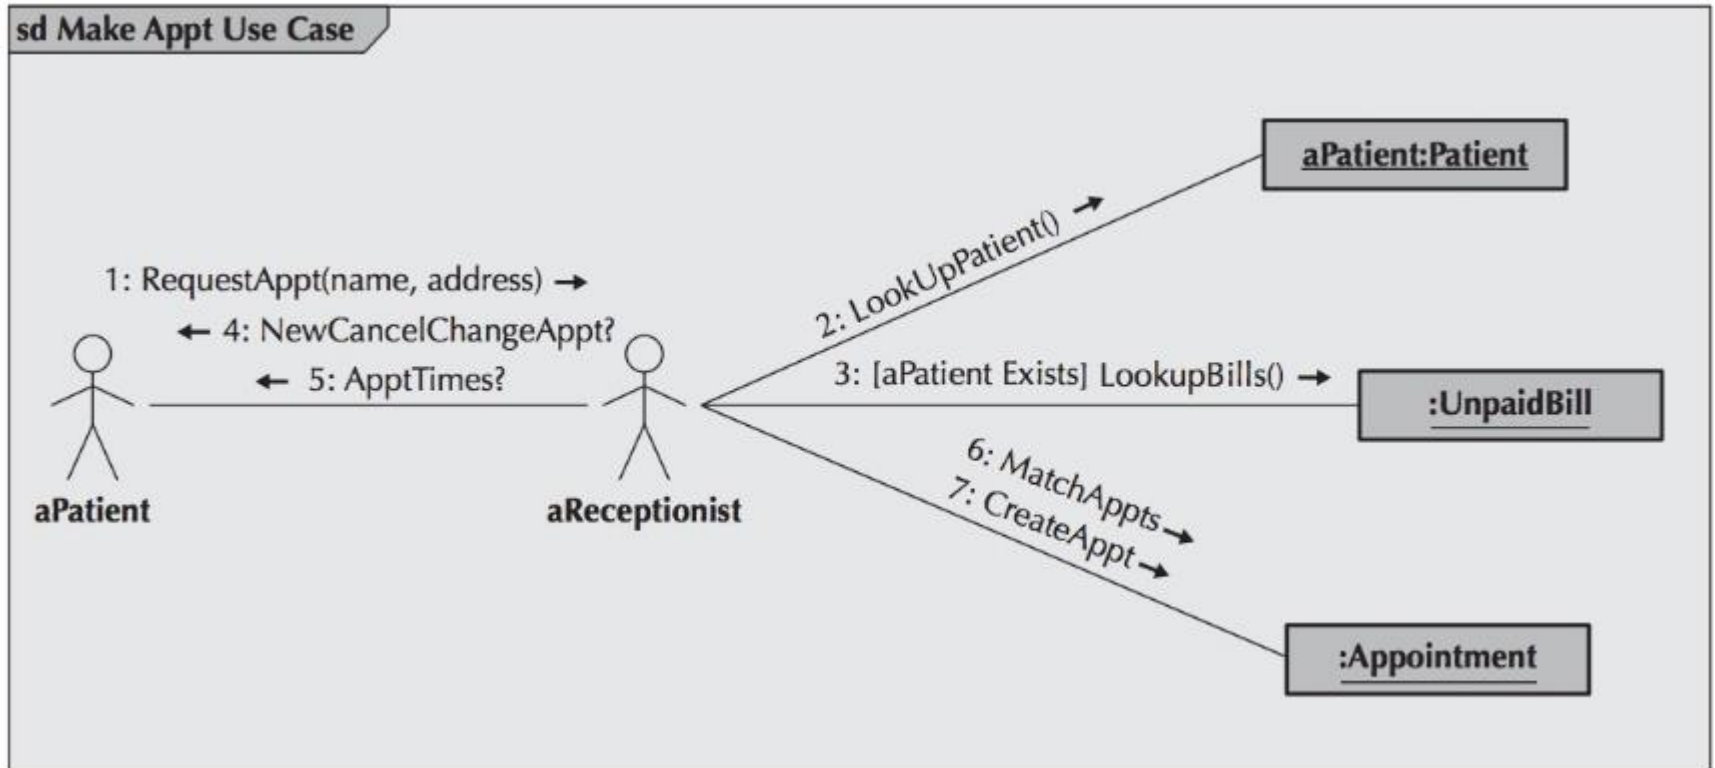 sd Make Appt Use Case
aPatient:Patient
2: LookUpPatient() →
1: RequestAppt(name, address) →
← 4: NewCancelChangeAppt?
← 5: ApptTimes?
3: [aPatient Exists] LookupBills() →
:UnpaidBill
6: MatchAppts →
7: CreateAppt →
aPatient
aReceptionist
:Appointment